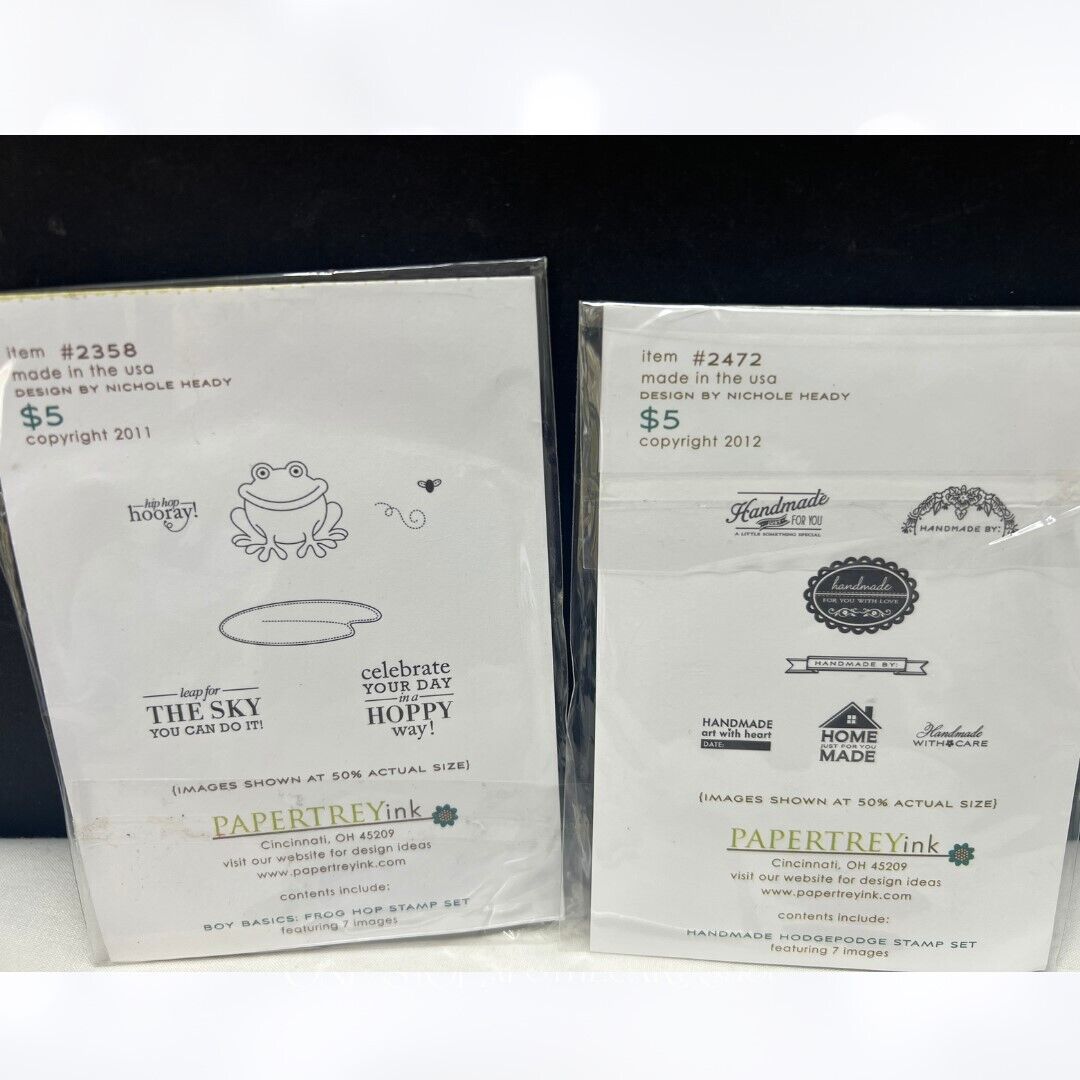 item #2358
made in the usa
DESIGN BY NICHOLE HEADY
$5
copyright 2011
hip hop
hooray!
leap for
THE SKY
YOU CAN DO IT!
celebrate
YOUR DAY
in a
HOPPY
way!
{IMAGES SHOWN AT 50% ACTUAL SIZE}
PAPERTREYink
Cincinnati, OH 45209
visit our website for design ideas
www.papertreyink.com
contents include:
BOY BASICS: FROG HOP STAMP SET
featuring 7 images
item #2472
made in the usa
DESIGN BY NICHOLE HEADY
$5
copyright 2012
Handmade
JUST FOR YOU
A LITTLE SOMETHING SPECIAL
HANDMADE BY:
handmade
FOR YOU WITH LOVE
HANDMADE BY:
HANDMADE
art with heart
DATE:
HOME
JUST FOR YOU
MADE
Handmade
WITH CARE
{IMAGES SHOWN AT 50% ACTUAL SIZE}
PAPERTREYink
Cincinnati, OH 45209
visit our website for design ideas
www.papertreyink.com
contents include:
HANDMADE HODGEPODGE STAMP SET
featuring 7 images